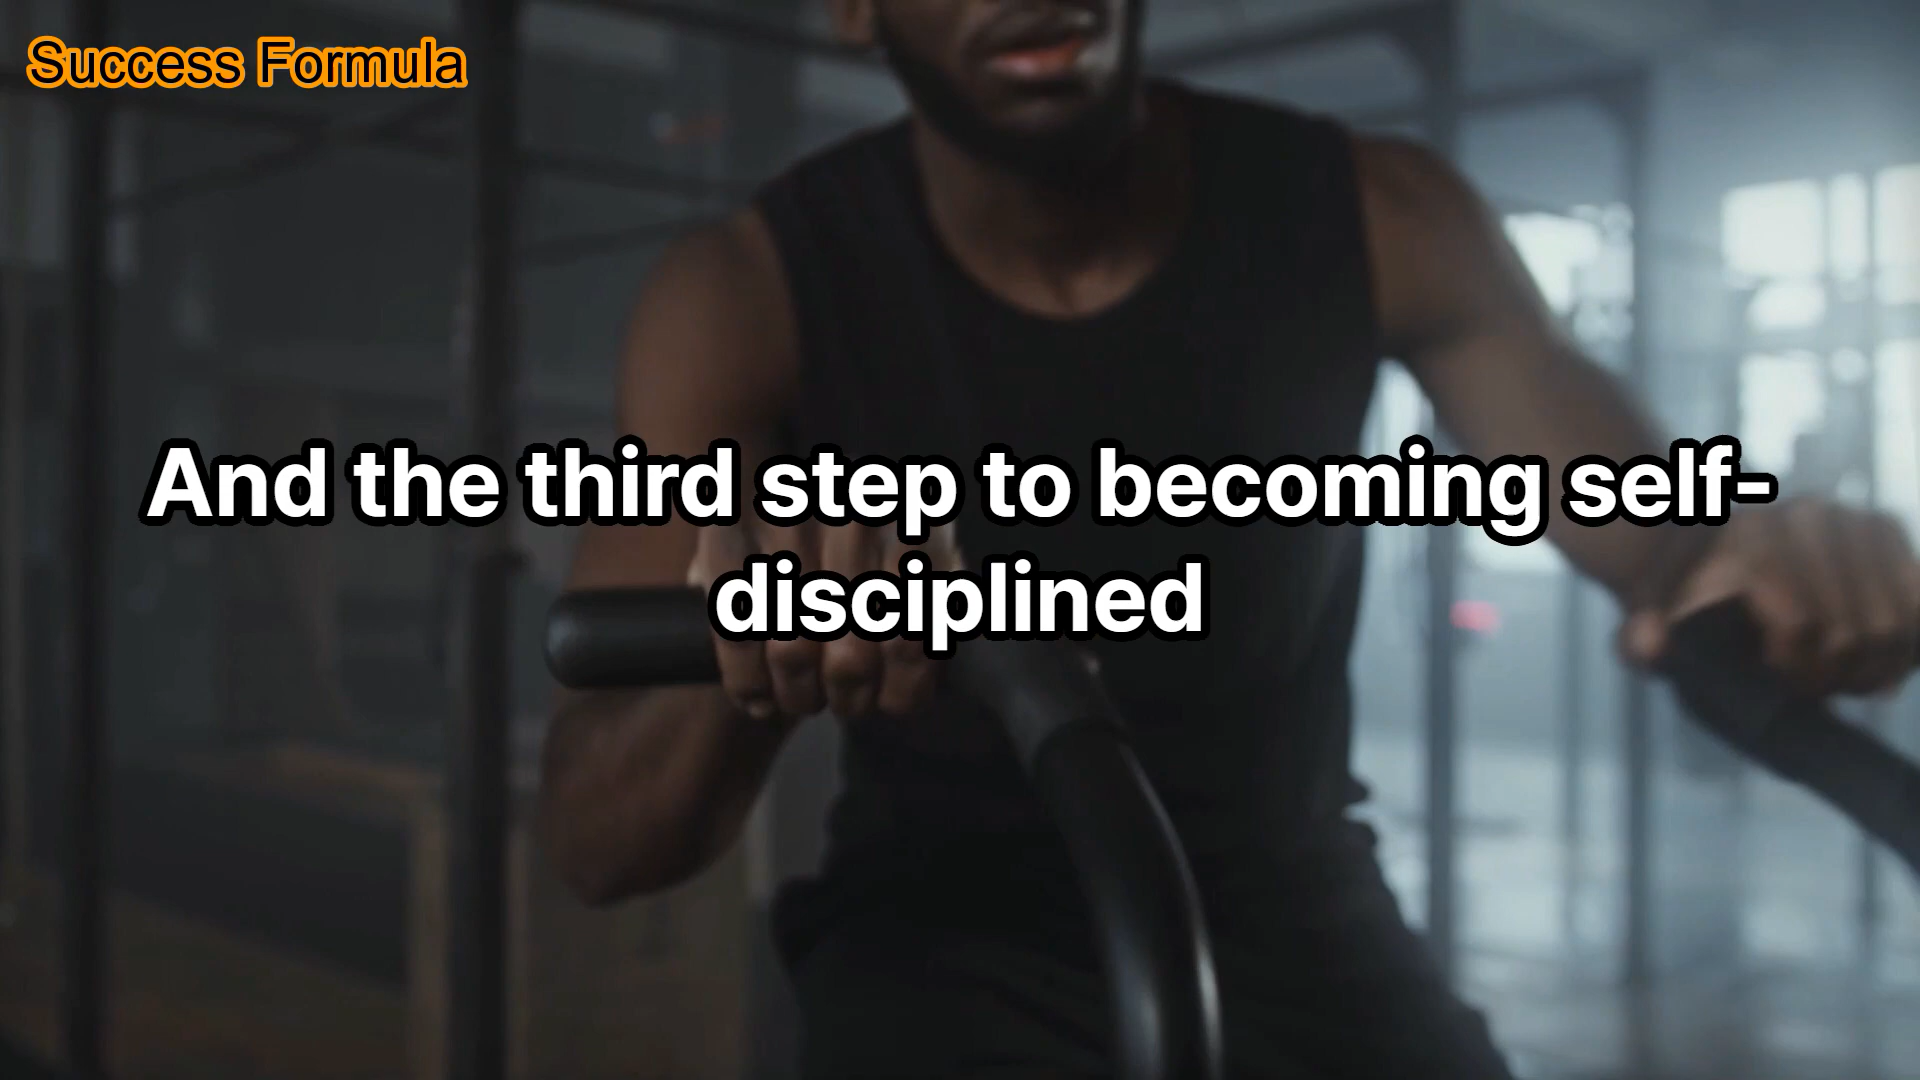 Success Formula
And the third step to becoming self-
disciplined